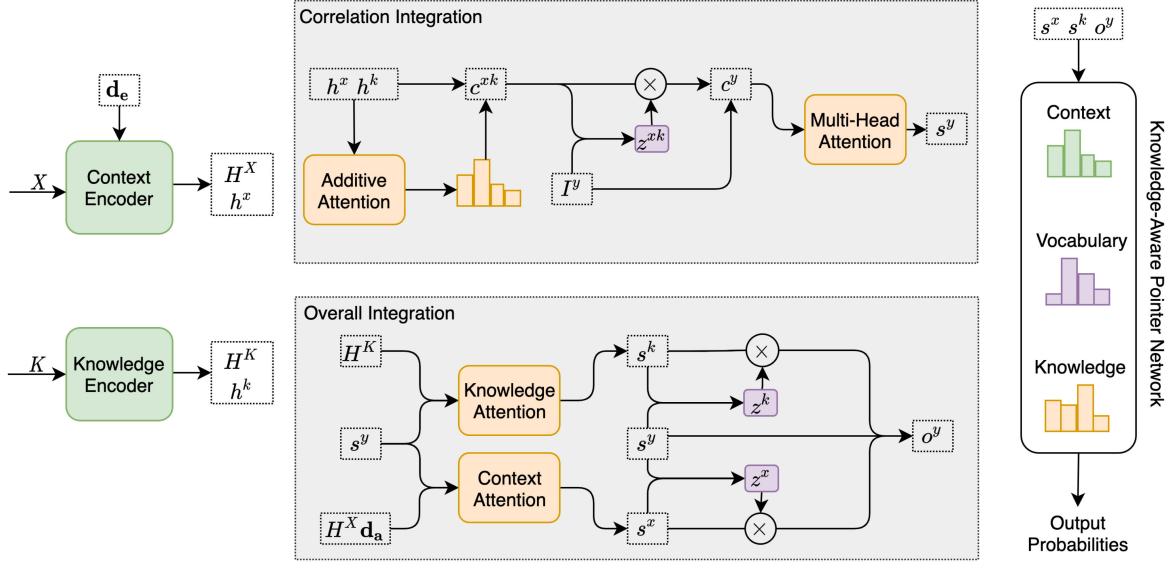 d_e
X
Context
Encoder
H^X
h^x
K
Knowledge
Encoder
H^K
h^k
Correlation Integration
h^x h^k
c^{xk}
×
c^y
z^{xk}
Additive
Attention
I^y
Multi-Head
Attention
s^y
Overall Integration
H^K
s^y
H^X d_a
Knowledge
Attention
Context
Attention
s^k
s^y
s^x
×
z^k
z^x
×
o^y
s^x s^k o^y
Context
Vocabulary
Knowledge
Knowledge-Aware Pointer Network
Output
Probabilities